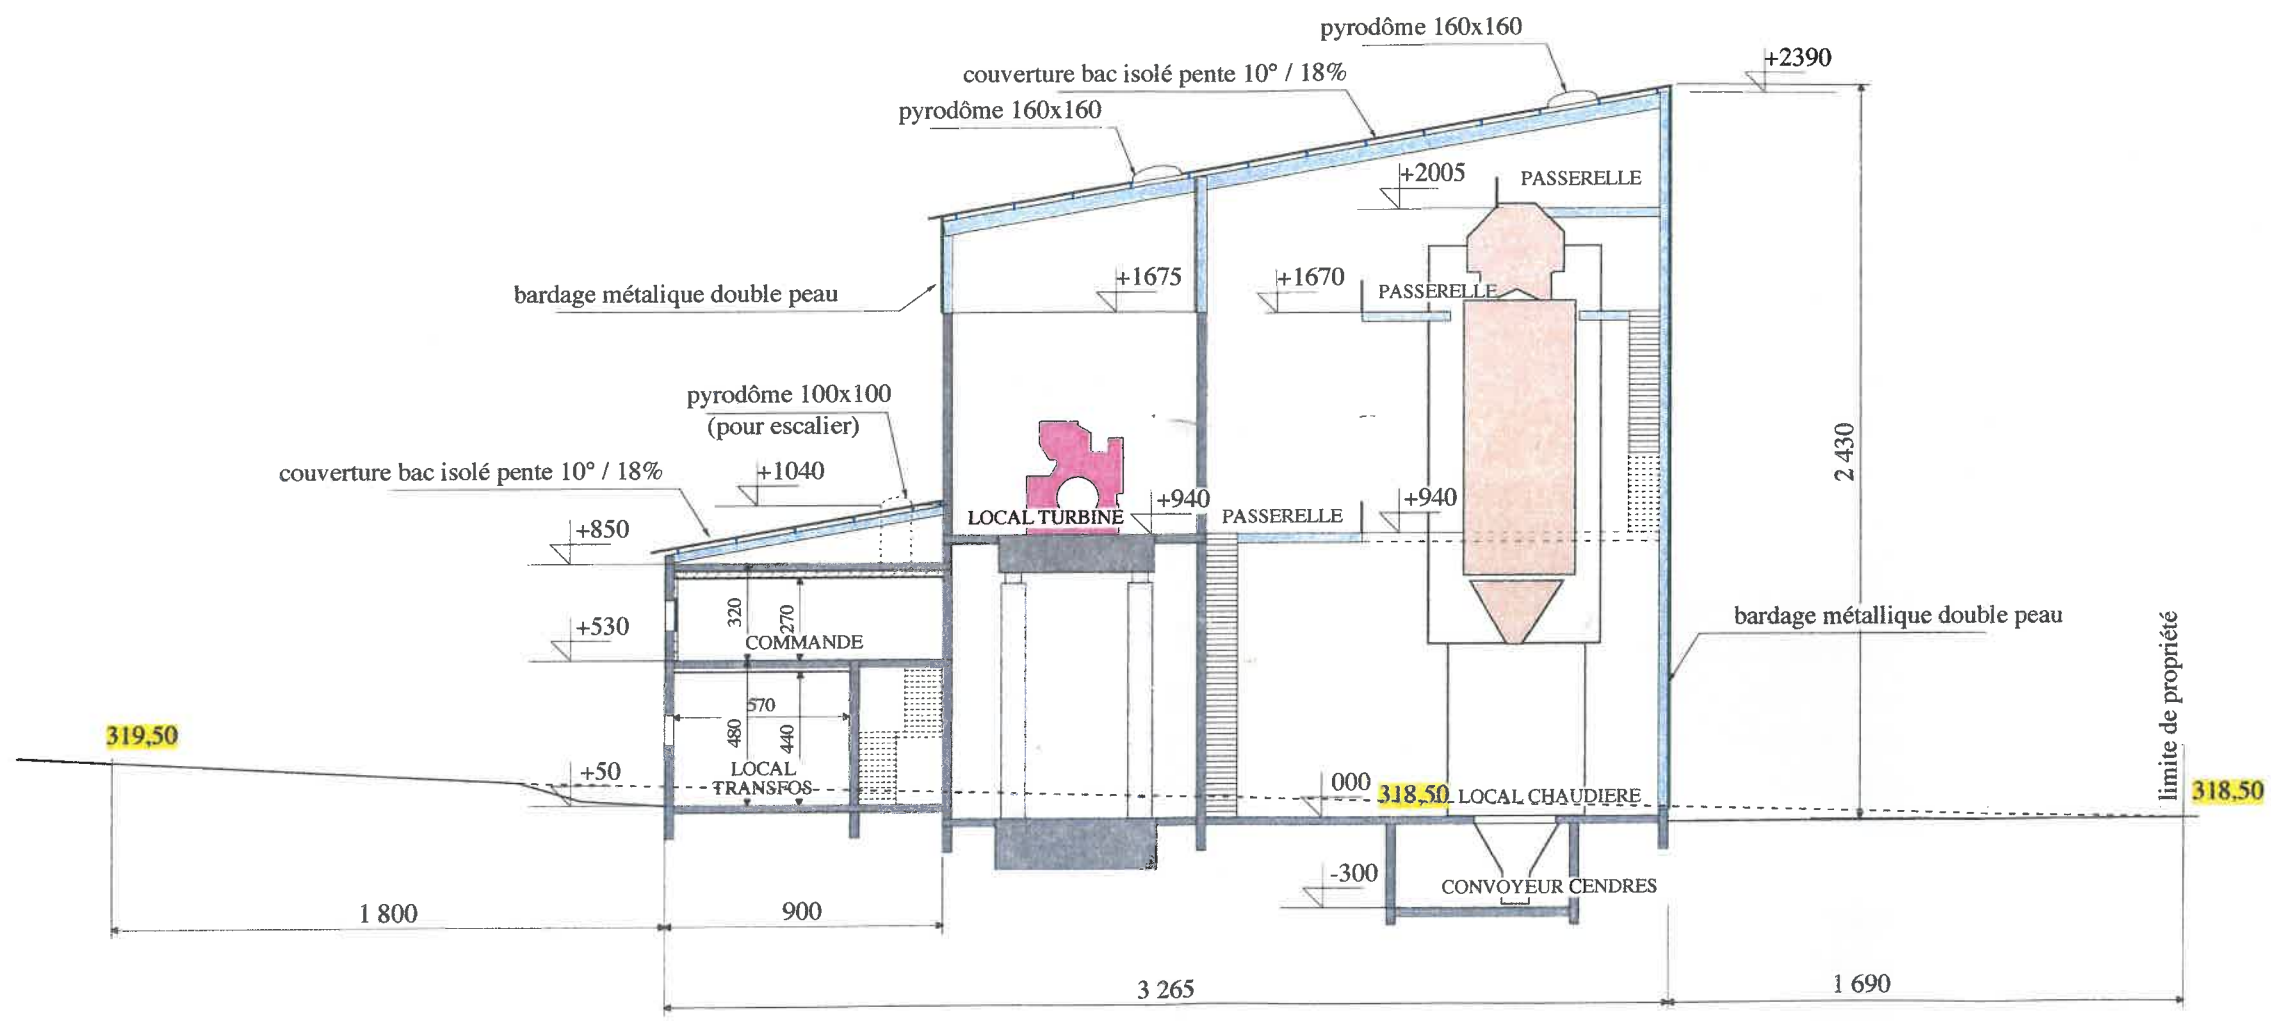 pyrodôme 160x160
couverture bac isolé pente 10° / 18%
+2390
pyrodôme 160x160
+2005
PASSERELLE
bardage métalique double peau
+1675
+1670
PASSERELLE
pyrodôme 100x100
(pour escalier)
couverture bac isolé pente 10° / 18%
+1040
2 430
+850
LOCAL TURBINE
+940
PASSERELLE
+940
+530
320
270
COMMANDE
bardage métallique double peau
limite de propriété
319,50
570
480
440
+50
LOCAL
TRANSFOS
000
318,50
LOCAL CHAUDIERE
318,50
-300
CONVOYEUR CENDRES
1 800
900
3 265
1 690